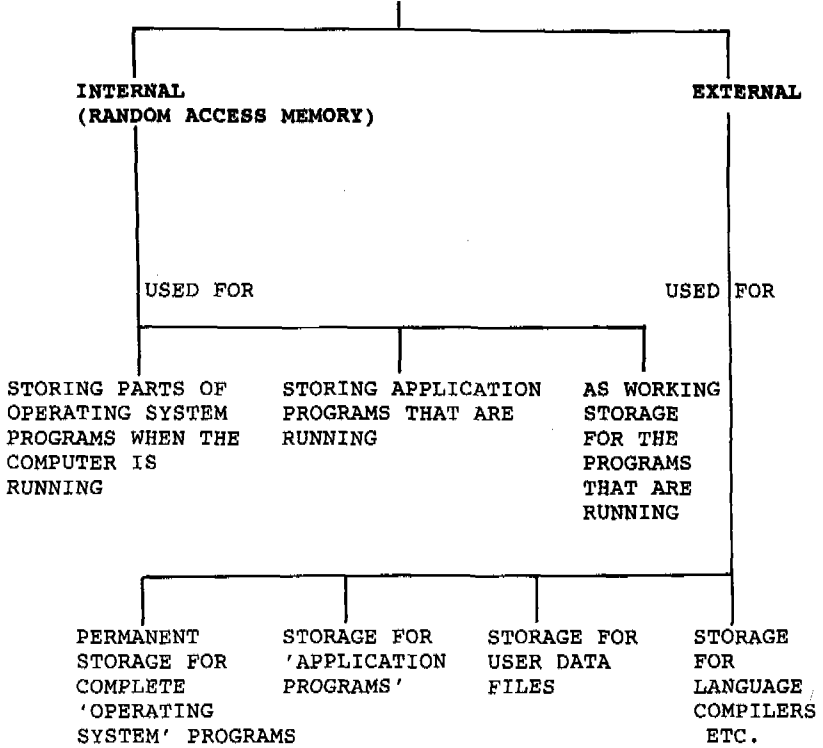 INTERNAL
(RANDOM ACCESS MEMORY)
EXTERNAL
USED FOR
USED FOR
STORING PARTS OF
OPERATING SYSTEM
PROGRAMS WHEN THE
COMPUTER IS
RUNNING
STORING APPLICATION
PROGRAMS THAT ARE
RUNNING
AS WORKING
STORAGE
FOR THE
PROGRAMS
THAT ARE
RUNNING
PERMANENT
STORAGE FOR
COMPLETE
'OPERATING
SYSTEM' PROGRAMS
STORAGE FOR
'APPLICATION
PROGRAMS'
STORAGE FOR
USER DATA
FILES
STORAGE
FOR
LANGUAGE
COMPILERS
ETC.